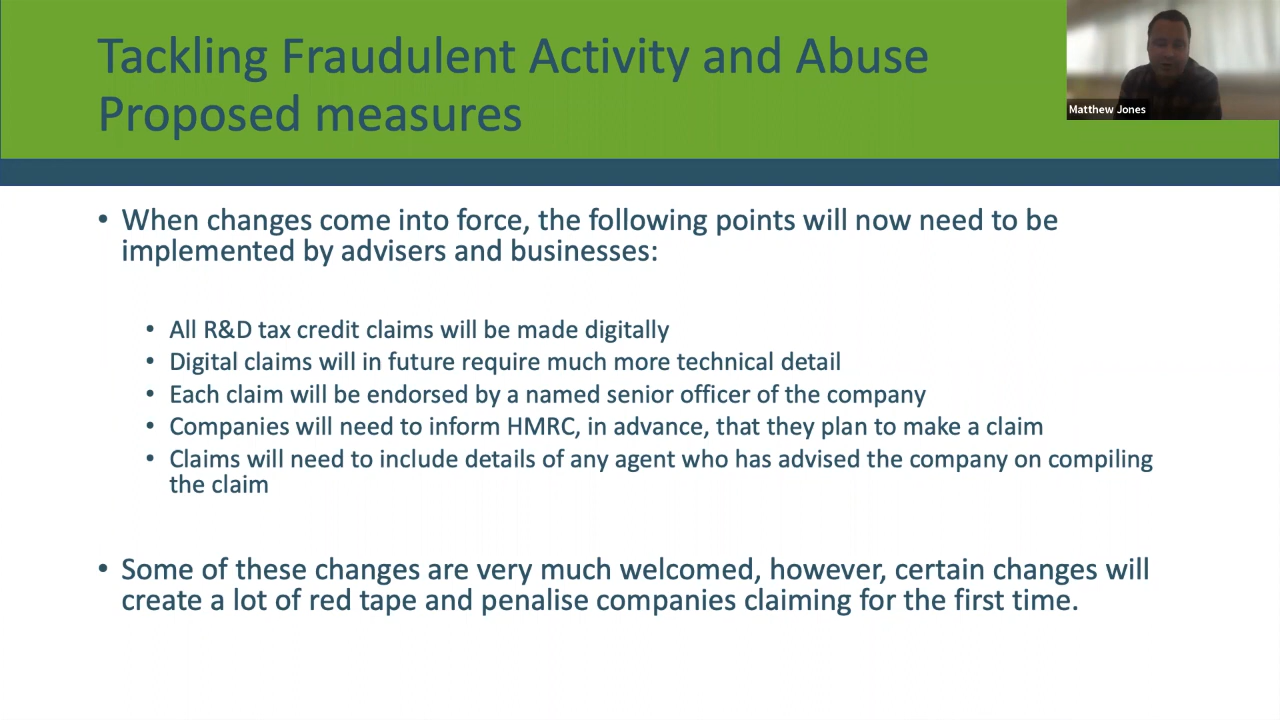 Tackling Fraudulent Activity and Abuse
Proposed measures
Matthew Jones
• When changes come into force, the following points will now need to be
implemented by advisers and businesses:
• All R&D tax credit claims will be made digitally
• Digital claims will in future require much more technical detail
• Each claim will be endorsed by a named senior officer of the company
• Companies will need to inform HMRC, in advance, that they plan to make a claim
• Claims will need to include details of any agent who has advised the company on compiling
the claim
• Some of these changes are very much welcomed, however, certain changes will
create a lot of red tape and penalise companies claiming for the first time.